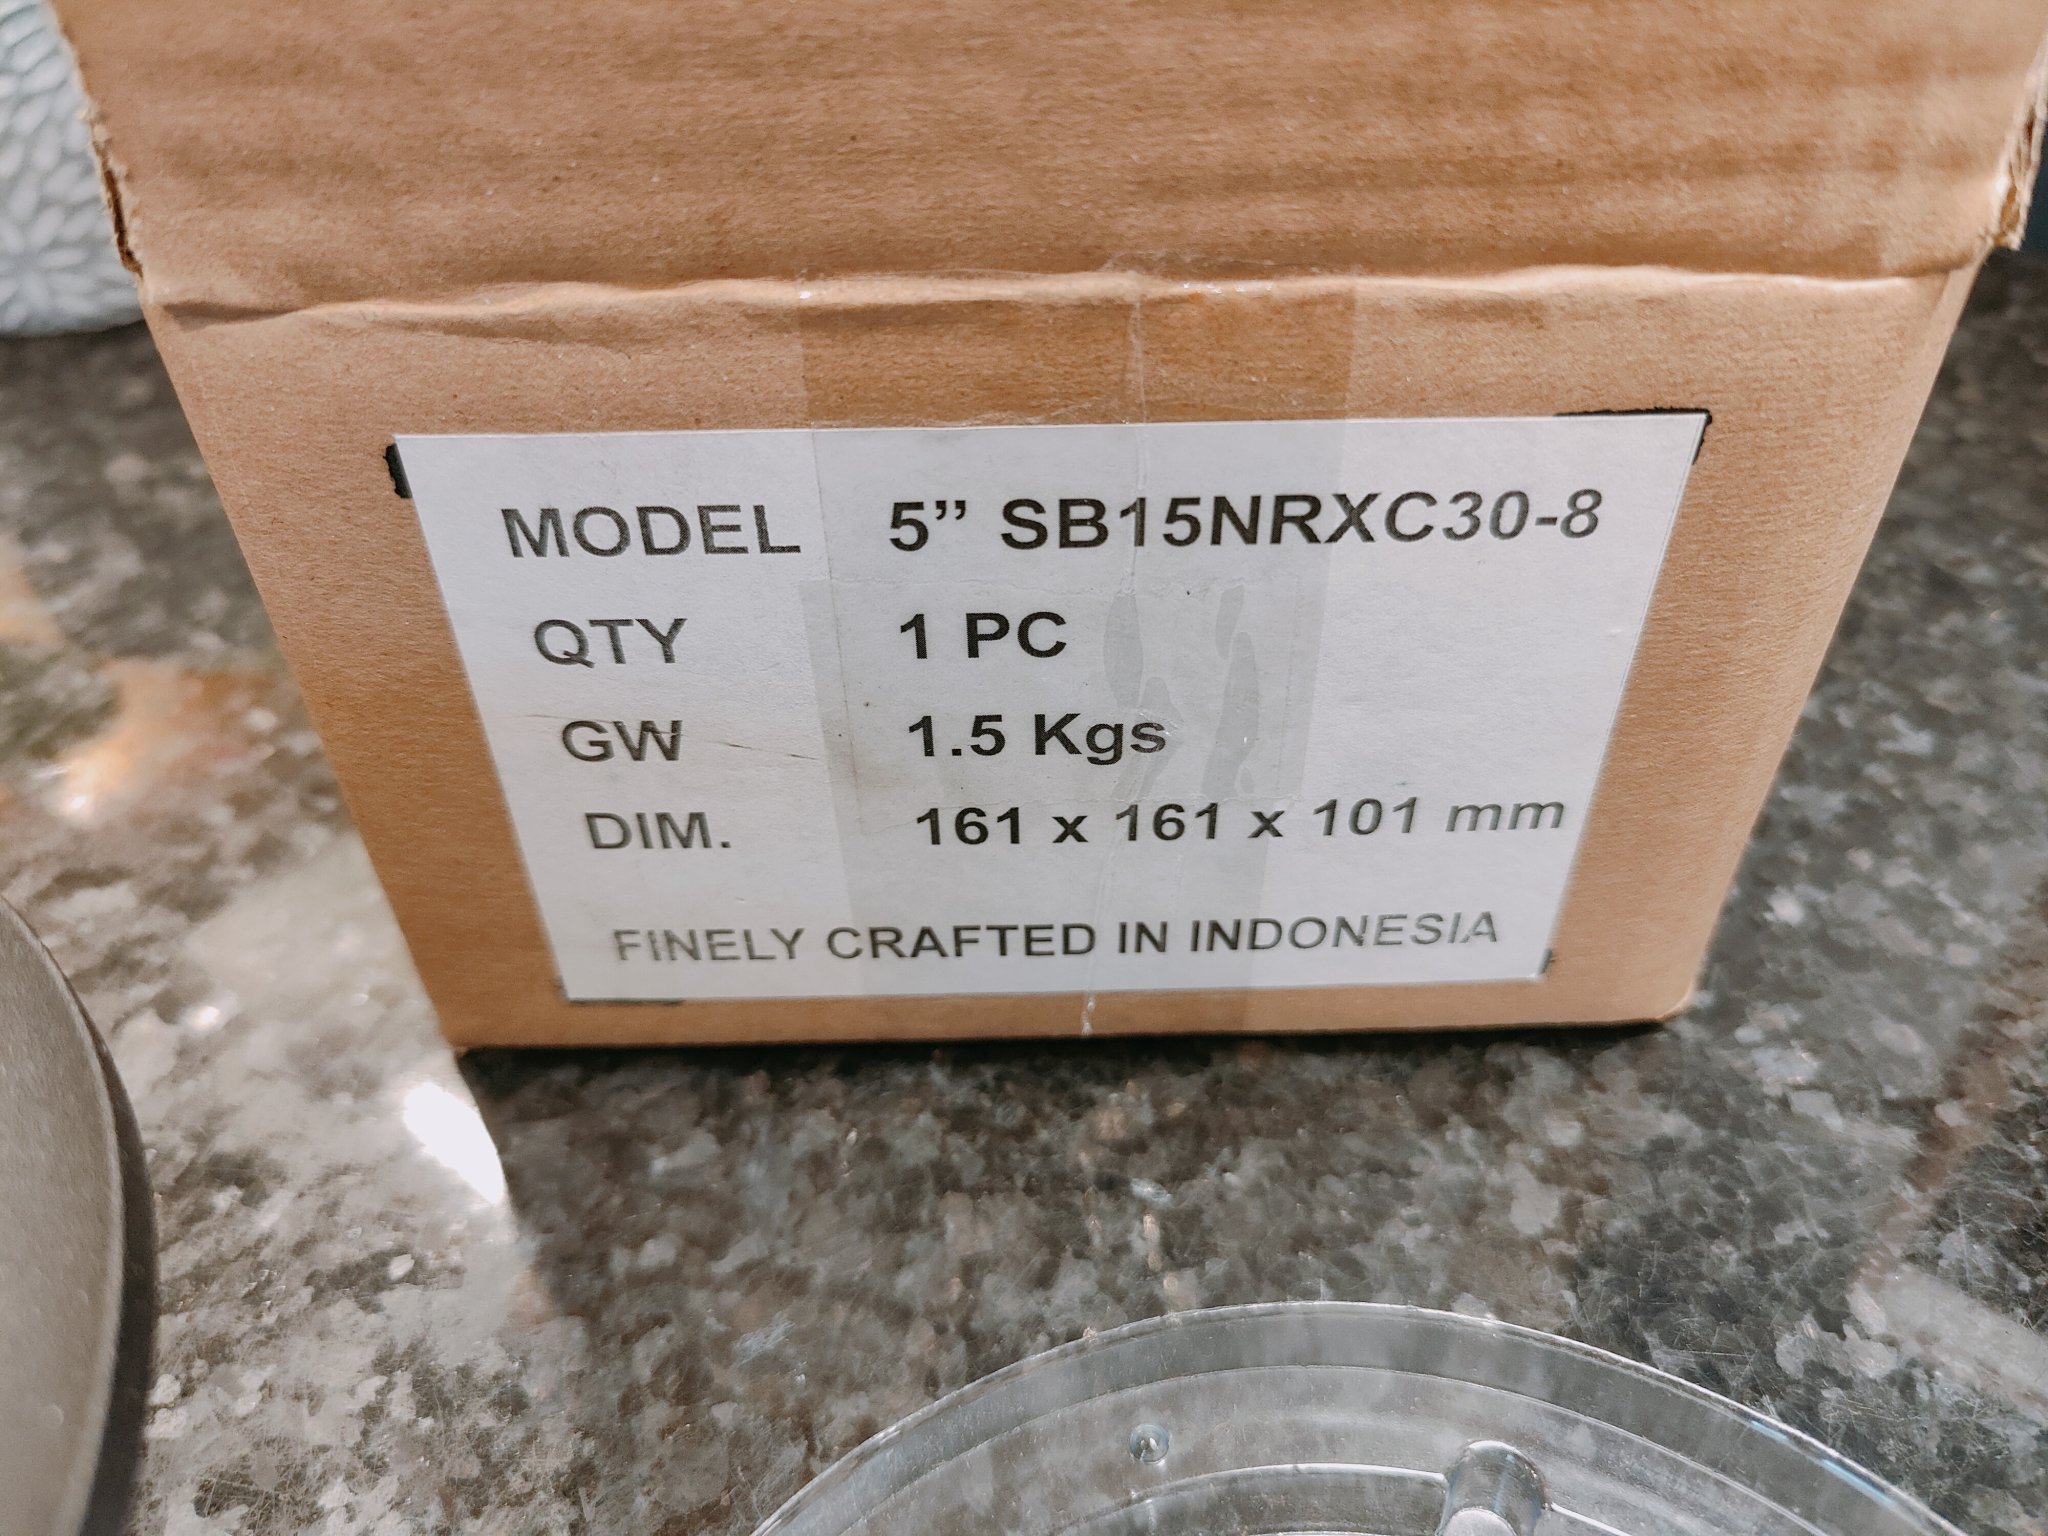 MODEL 5” SB15NRXC30-8
QTY 1 PC
GW 1.5 Kgs
DIM. 161 x 161 x 101 mm
FINELY CRAFTED IN INDONESIA